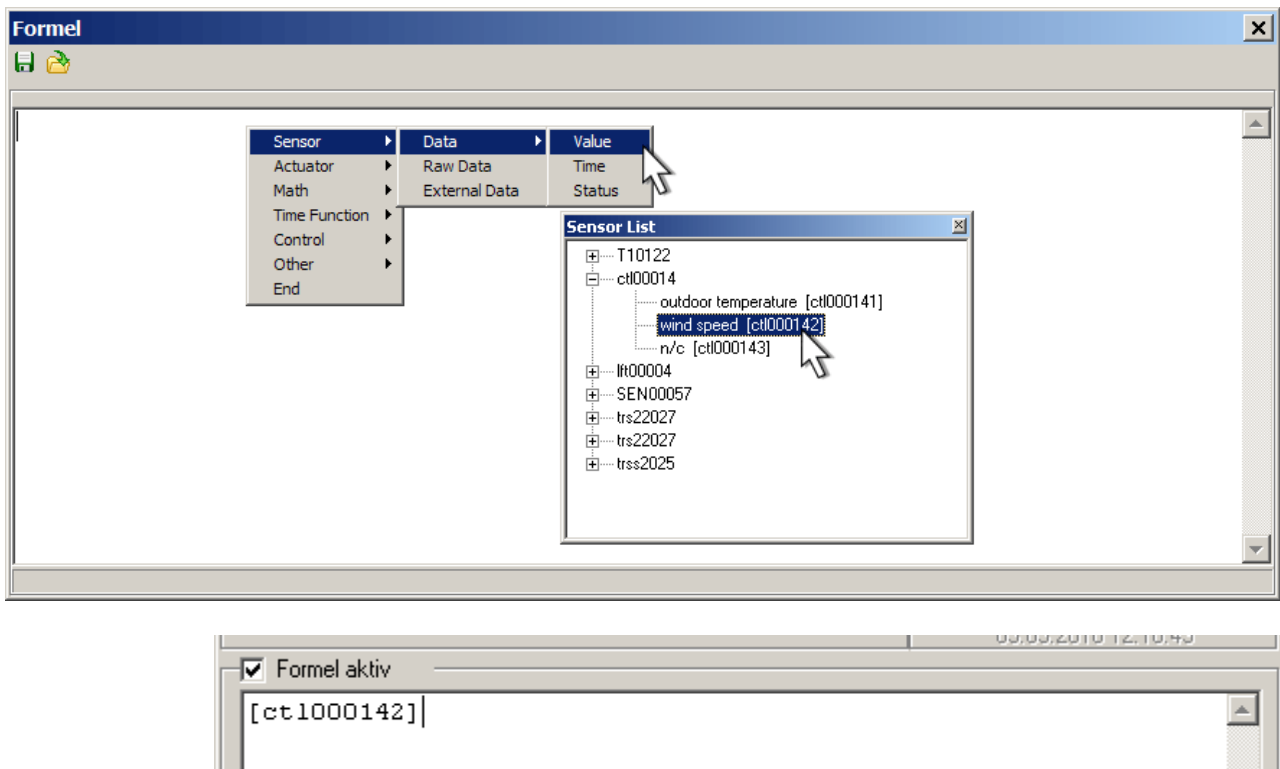 Formel
Sensor Data Value
Actuator Raw Data Time
Math External Data Status
Time Function
Control
Other
End
Sensor List
T10122
ctl00014
outdoor temperature [ctl000141]
wind speed [ctl000142]
n/c [ctl000143]
lft00004
SEN00057
trs22027
trs22027
trss2025
Formel aktiv
[ctl000142]